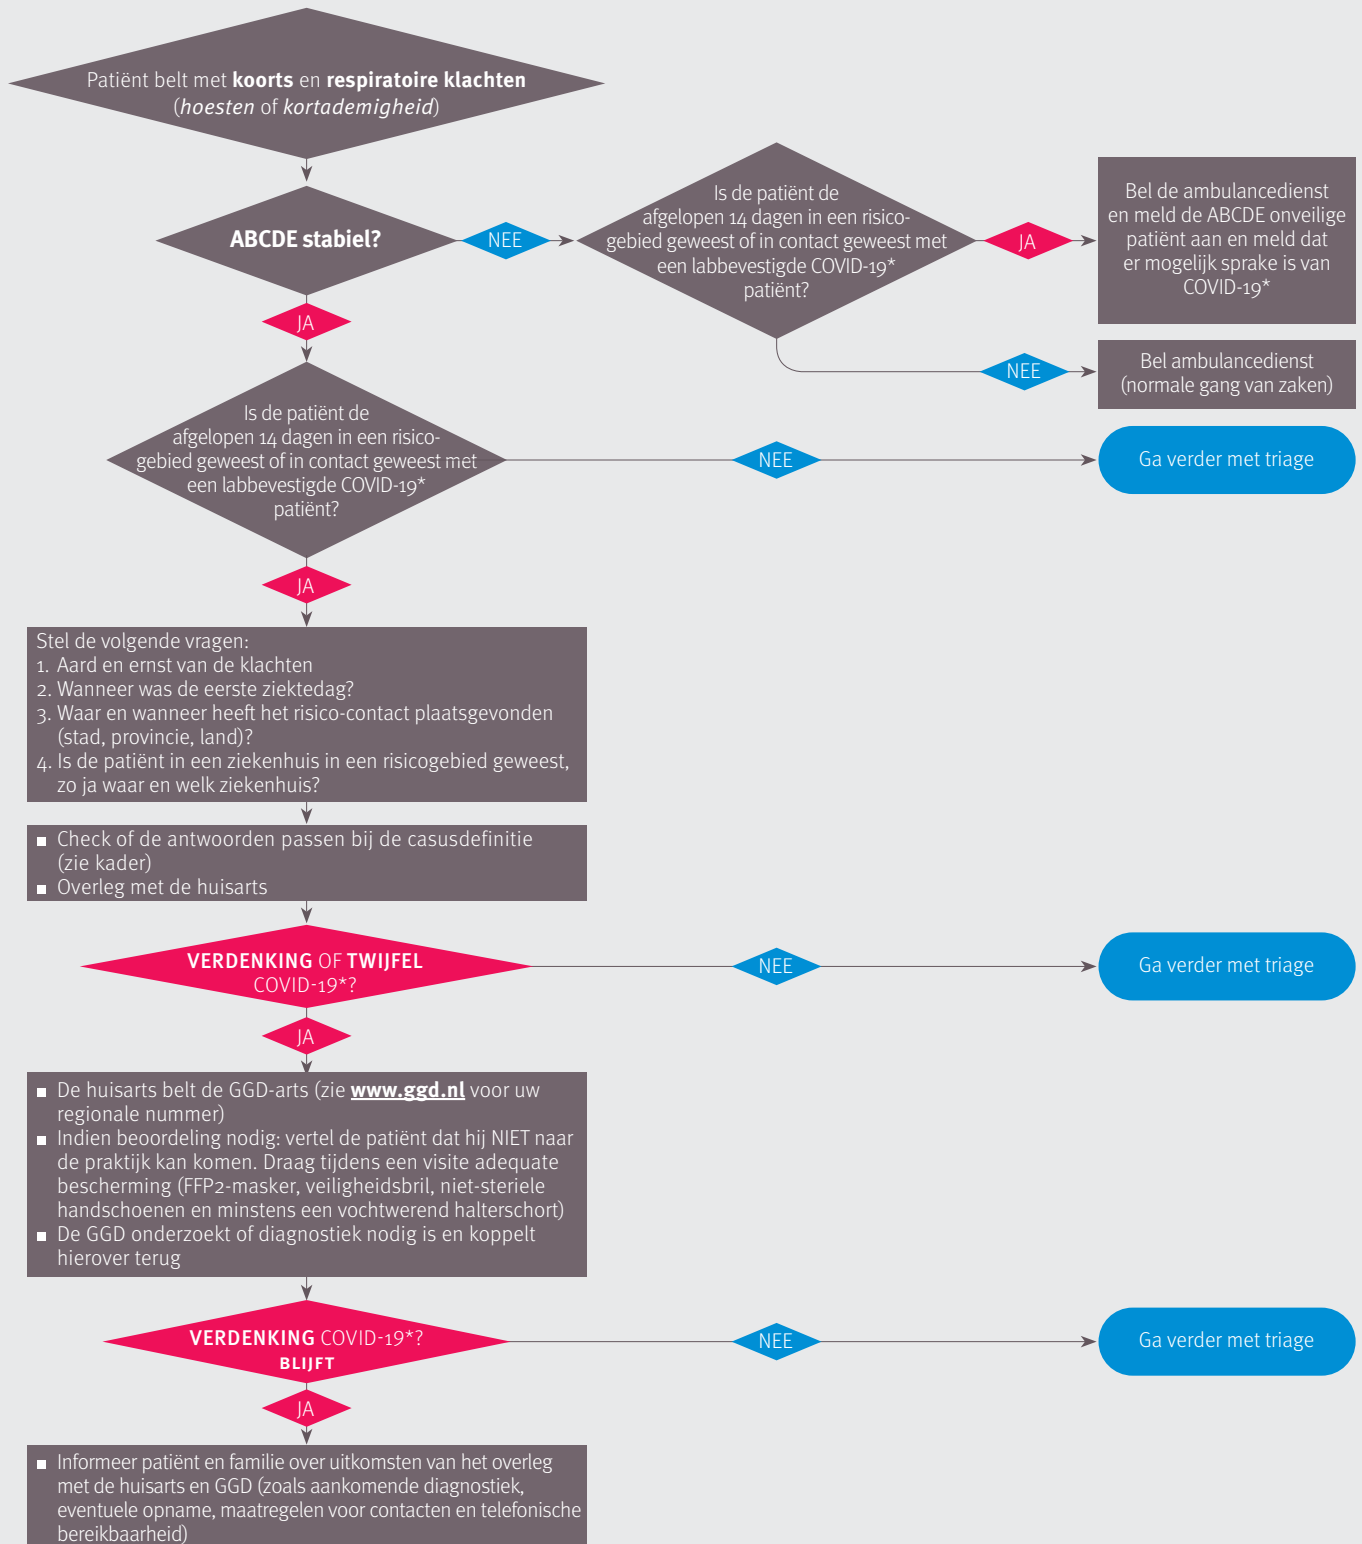 Patiënt belt met koorts en respiratoire klachten
(hoesten of kortademigheid)
ABCDE stabiel?
NEE
Is de patiënt de
afgelopen 14 dagen in een risico-
gebied geweest of in contact geweest met
een labbevestigde COVID-19*
patiënt?
JA
Bel de ambulancedienst
en meld de ABCDE onveilige
patiënt aan en meld dat
er mogelijk sprake is van
COVID-19*
NEE
Bel ambulancedienst
(normale gang van zaken)
JA
Is de patiënt de
afgelopen 14 dagen in een risico-
gebied geweest of in contact geweest met
een labbevestigde COVID-19*
patiënt?
NEE
Ga verder met triage
JA
Stel de volgende vragen:
1. Aard en ernst van de klachten
2. Wanneer was de eerste ziektedag?
3. Waar en wanneer heeft het risico-contact plaatsgevonden
(stad, provincie, land)?
4. Is de patiënt in een ziekenhuis in een risicogebied geweest,
zo ja waar en welk ziekenhuis?
■ Check of de antwoorden passen bij de casusdefinitie
(zie kader)
■ Overleg met de huisarts
VERDENKING OF TWIJFEL
COVID-19*?
NEE
Ga verder met triage
JA
■ De huisarts belt de GGD-arts (zie www.ggd.nl voor uw
regionale nummer)
■ Indien beoordeling nodig: vertel de patiënt dat hij NIET naar
de praktijk kan komen. Draag tijdens een visite adequate
bescherming (FFP2-masker, veiligheidsbril, niet-steriele
handschoenen en minstens een vochtwerend halterschort)
■ De GGD onderzoekt of diagnostiek nodig is en koppelt
hierover terug
VERDENKING COVID-19*?
BLIJFT
NEE
Ga verder met triage
JA
■ Informeer patiënt en familie over uitkomsten van het overleg
met de huisarts en GGD (zoals aankomende diagnostiek,
eventuele opname, maatregelen voor contacten en telefonische
bereikbaarheid)